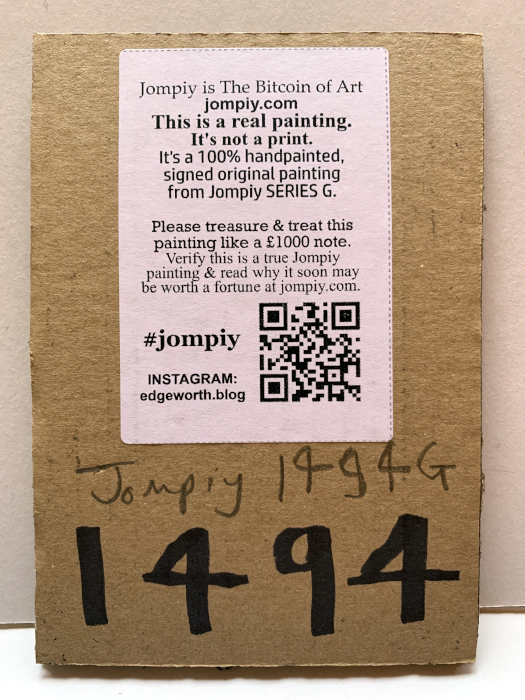 Jompiy is The Bitcoin of Art
jompiy.com
This is a real painting.
It's not a print.
It's a 100% handpainted,
signed original painting
from Jompiy SERIES G.
Please treasure & treat this
painting like a £1000 note.
Verify this is a true Jompiy
painting & read why it soon may
be worth a fortune at jompiy.com.
#jompiy
INSTAGRAM:
edgeworth.blog
Jompiy 1494G
1494